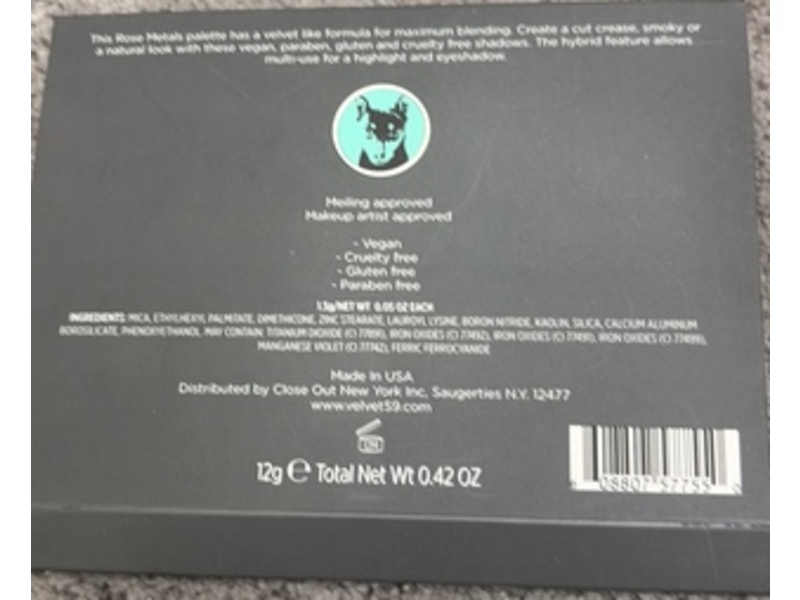 This Rose Metals palette has a velvet like formula for maximum blending. Create a cut crease, smoky or
a natural look with these vegan, paraben, gluten and cruelty free shadows. The hybrid feature allows
multi-use for a highlight and eyeshadow.
Meiling approved
Makeup artist approved
- Vegan
- Cruelty free
- Gluten free
- Paraben free
1.3g/NET WT 0.05 OZ EACH
INGREDIENTS: MICA, ETHYLHEXYL PALMITATE, DIMETHICONE, ZINC STEARATE, LAUROYL LYSINE, BORON NITRIDE, KAOLIN, SILICA, CALCIUM ALUMINUM
BOROSILICATE, PHENOXYETHANOL. MAY CONTAIN: TITANIUM DIOXIDE (CI 77891), IRON OXIDES (CI 77492), IRON OXIDES (CI 77491), IRON OXIDES (CI 77499),
MANGANESE VIOLET (CI 77742), FERRIC FERROCYANIDE
Made In USA
Distributed by Close Out New York Inc, Saugerties N.Y. 12477
www.velvet59.com
12g ℮ Total Net Wt 0.42 OZ
08807 57755